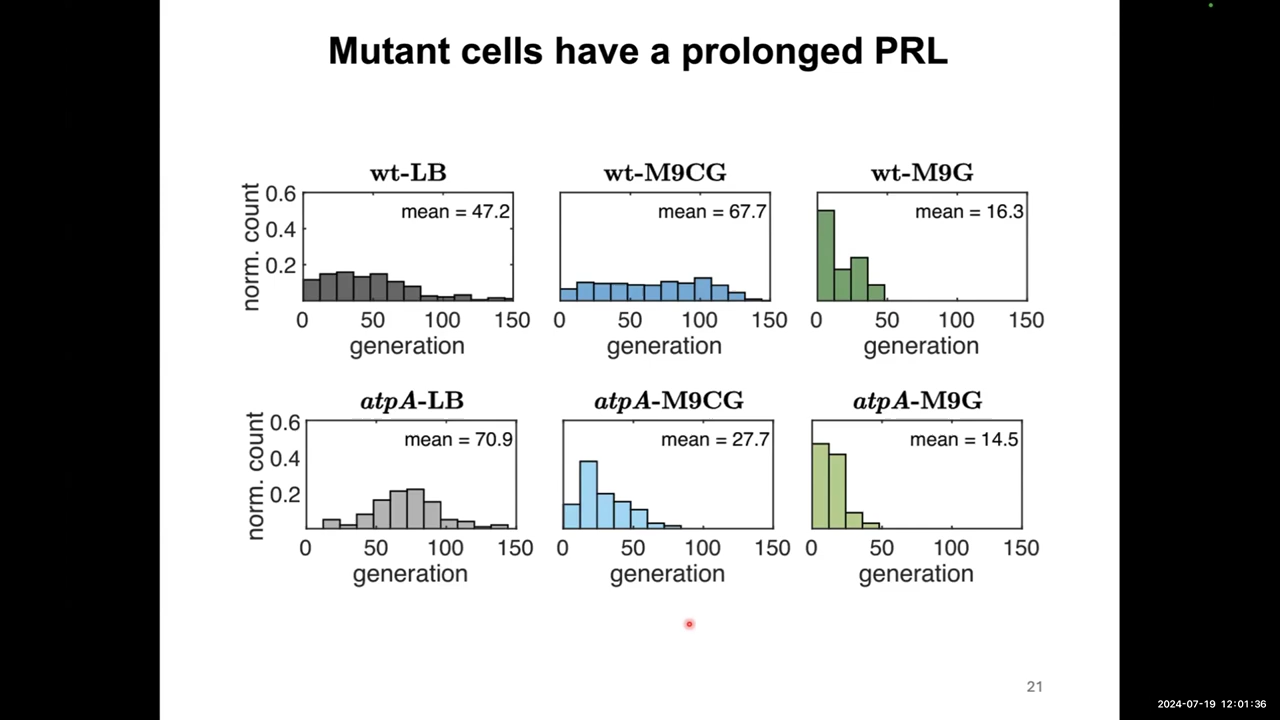 Mutant cells have a prolonged PRL
wt-LB
wt-M9CG
wt-M9G
norm. count
0.6
0.4
0.2
mean = 47.2
mean = 67.7
mean = 16.3
0 50 100 150
0 50 100 150
0 50 100 150
generation
generation
generation
atpA-LB
atpA-M9CG
atpA-M9G
norm. count
0.6
0.4
0.2
mean = 70.9
mean = 27.7
mean = 14.5
0 50 100 150
0 50 100 150
0 50 100 150
generation
generation
generation
21
2024-07-19 12:01:36